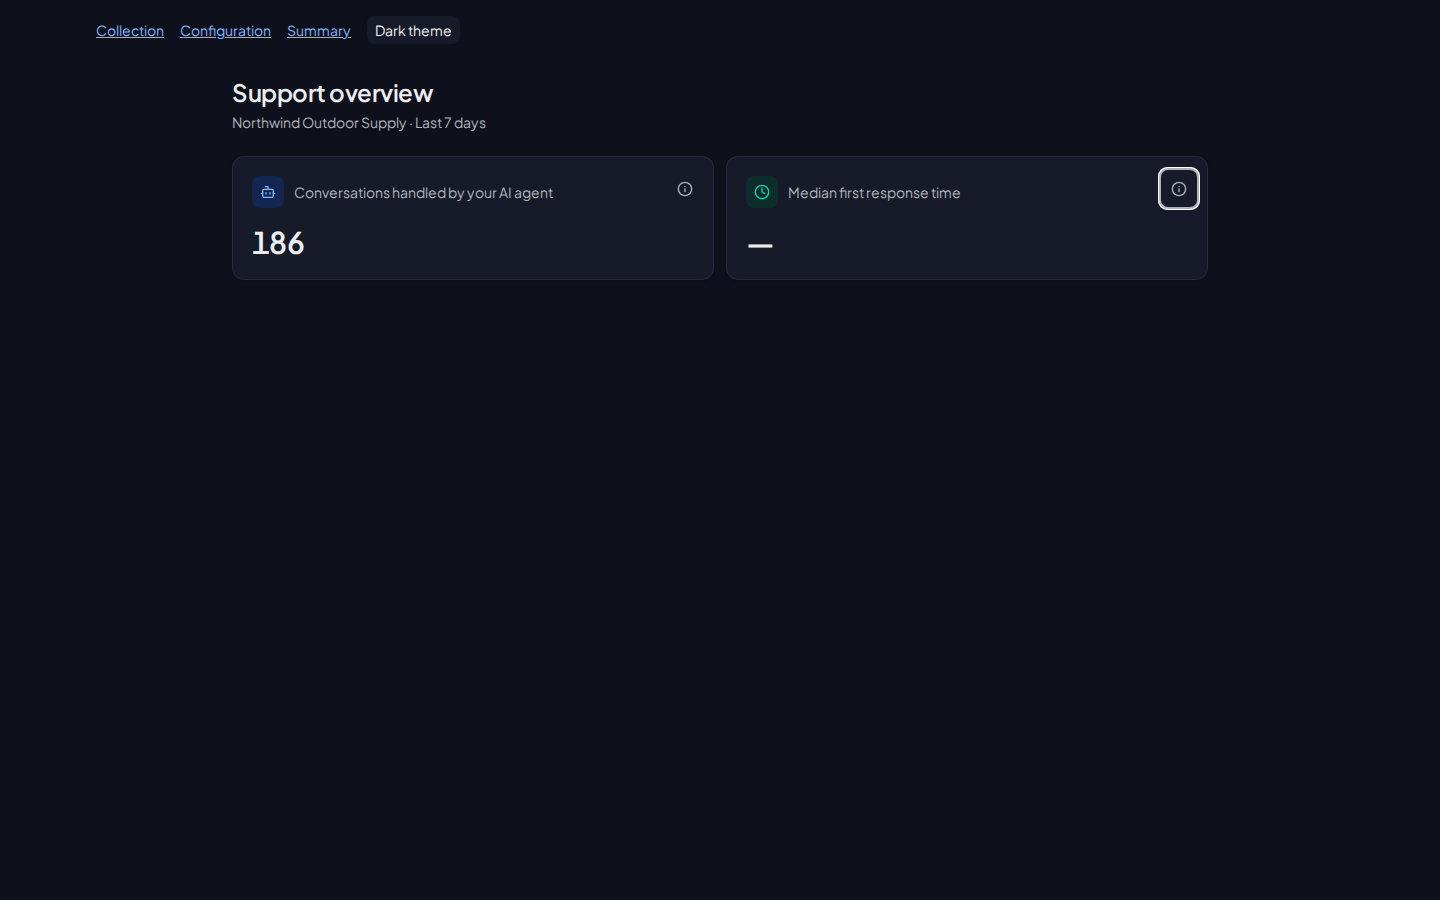 Collection Configuration Summary Dark theme
Support overview
Northwind Outdoor Supply · Last 7 days
Conversations handled by your AI agent
186
Median first response time
—